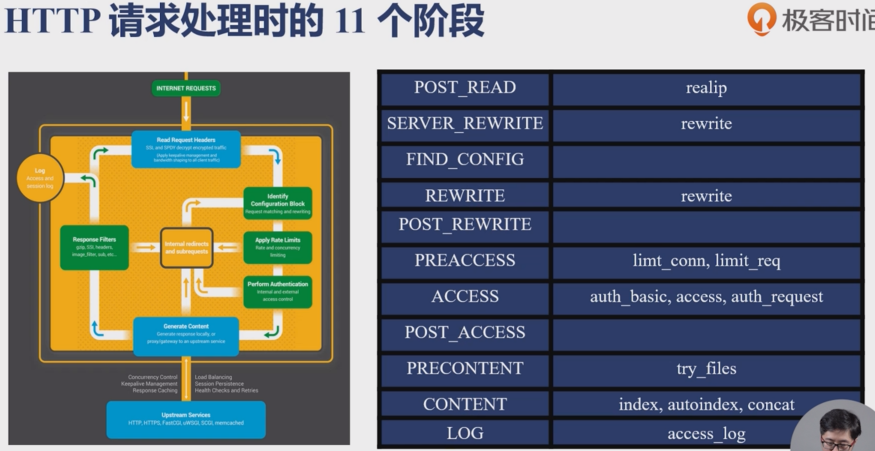 HTTP 请求处理时的 11 个阶段
极客时间
INTERNET REQUESTS
Read Request Headers
SSL and SPDY decrypt encrypted traffic
(Apply keepalive management and
bandwidth shaping to all client traffic)
Log
Access and
session log
Identify
Configuration Block
Request matching and rewriting
Response Filters
gzip, SSI, headers,
image_filter, sub, etc...
Internal redirects
and subrequests
Apply Rate Limits
Rate and concurrency
limiting
Perform Authentication
Internal and external
access control
Generate Content
Generate response locally, or
proxy/gateway to an upstream service
Concurrency Control
Keepalive Management
Response Caching
Load Balancing
Session Persistence
Health Checks and Retries
Upstream Services
HTTP, HTTPS, FastCGI, uWSGI, SCGI, memcached
POST_READ realip
SERVER_REWRITE rewrite
FIND_CONFIG
REWRITE rewrite
POST_REWRITE
PREACCESS limt_conn, limit_req
ACCESS auth_basic, access, auth_request
POST_ACCESS
PRECONTENT try_files
CONTENT index, autoindex, concat
LOG access_log